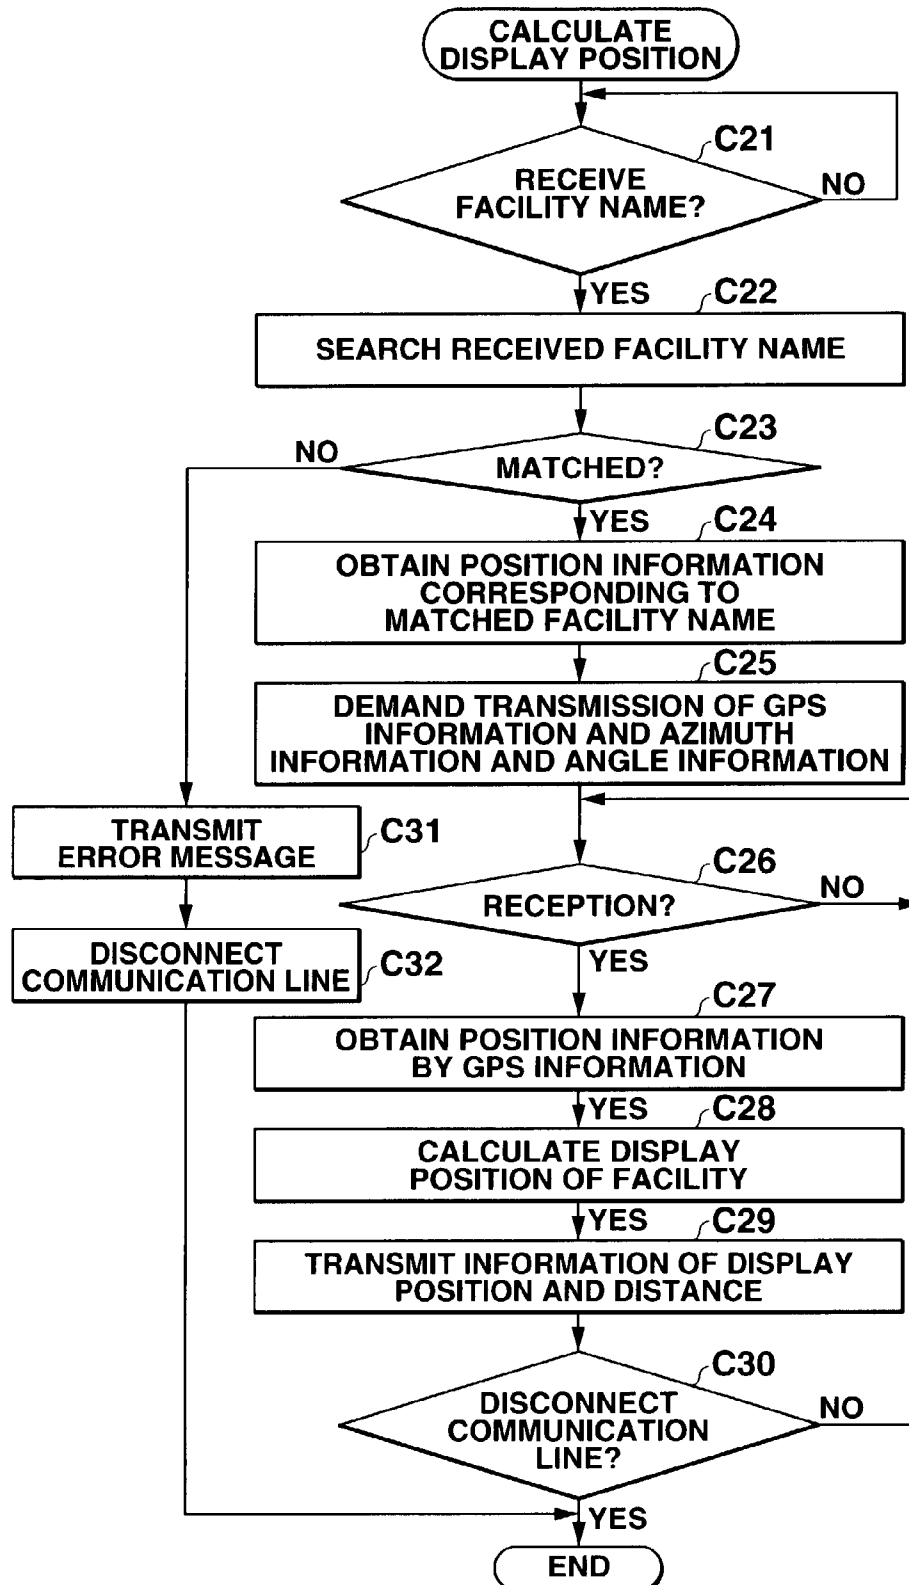 CALCULATE
DISPLAY POSITION
C21
RECEIVE
FACILITY NAME?
NO
YES
C22
SEARCH RECEIVED FACILITY NAME
C23
NO
MATCHED?
YES
C24
OBTAIN POSITION INFORMATION
CORRESPONDING TO
MATCHED FACILITY NAME
C25
DEMAND TRANSMISSION OF GPS
INFORMATION AND AZIMUTH
INFORMATION AND ANGLE INFORMATION
TRANSMIT
ERROR MESSAGE
C31
C26
RECEPTION?
NO
YES
DISCONNECT
COMMUNICATION LINE
C32
C27
OBTAIN POSITION INFORMATION
BY GPS INFORMATION
YES
C28
CALCULATE DISPLAY
POSITION OF FACILITY
YES
C29
TRANSMIT INFORMATION OF DISPLAY
POSITION AND DISTANCE
C30
DISCONNECT
COMMUNICATION
LINE?
NO
YES
END